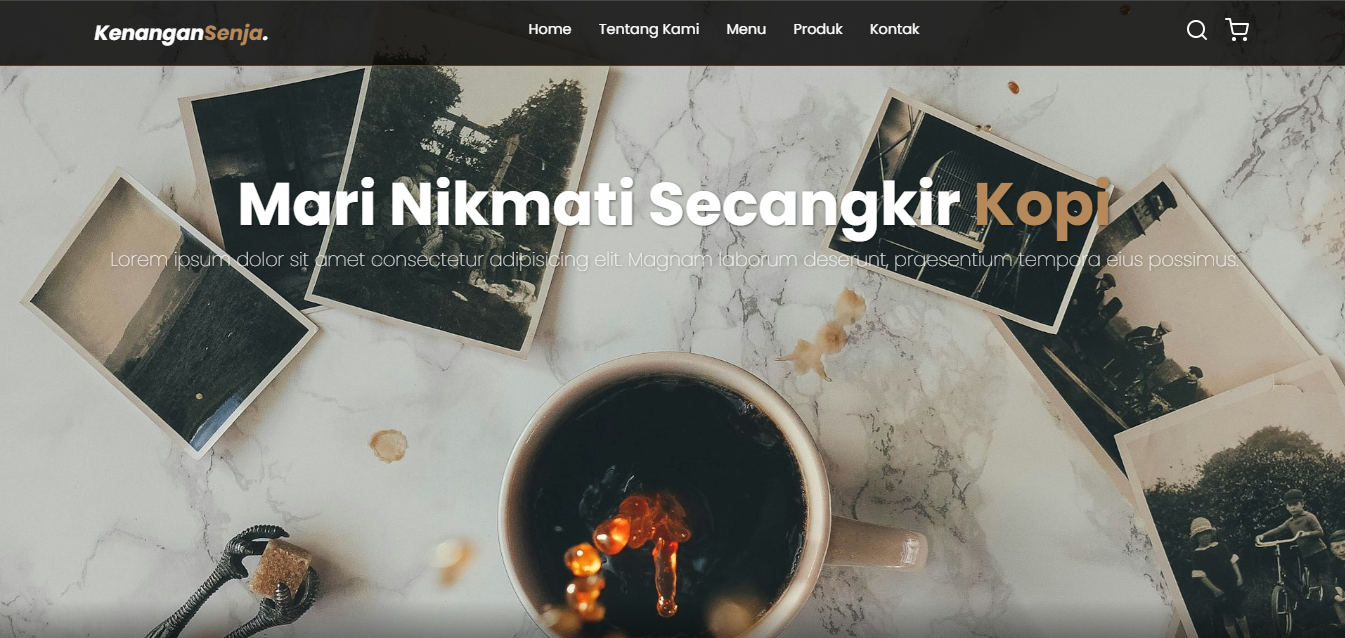 KenanganSenja.
Home Tentang Kami Menu Produk Kontak
Mari Nikmati Secangkir Kopi
Lorem ipsum dolor sit amet consectetur adipisicing elit. Magnam laborum deserunt, praesentium tempora eius possimus.